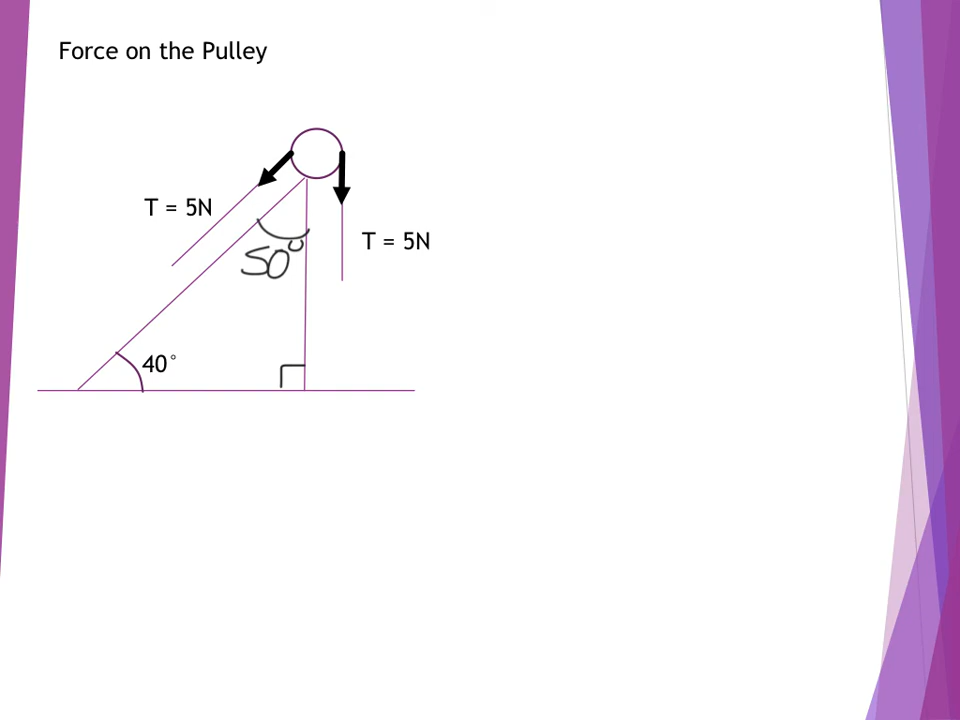 Force on the Pulley
T = 5N
T = 5N
50°
40°